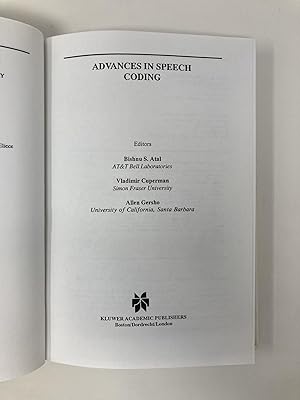 ADVANCES IN SPEECH
CODING
Editors
Bishnu S. Atal
AT&T Bell Laboratories
Vladimir Cuperman
Simon Fraser University
Allen Gersho
University of California, Santa Barbara
KLUWER ACADEMIC PUBLISHERS
Boston/Dordrecht/London